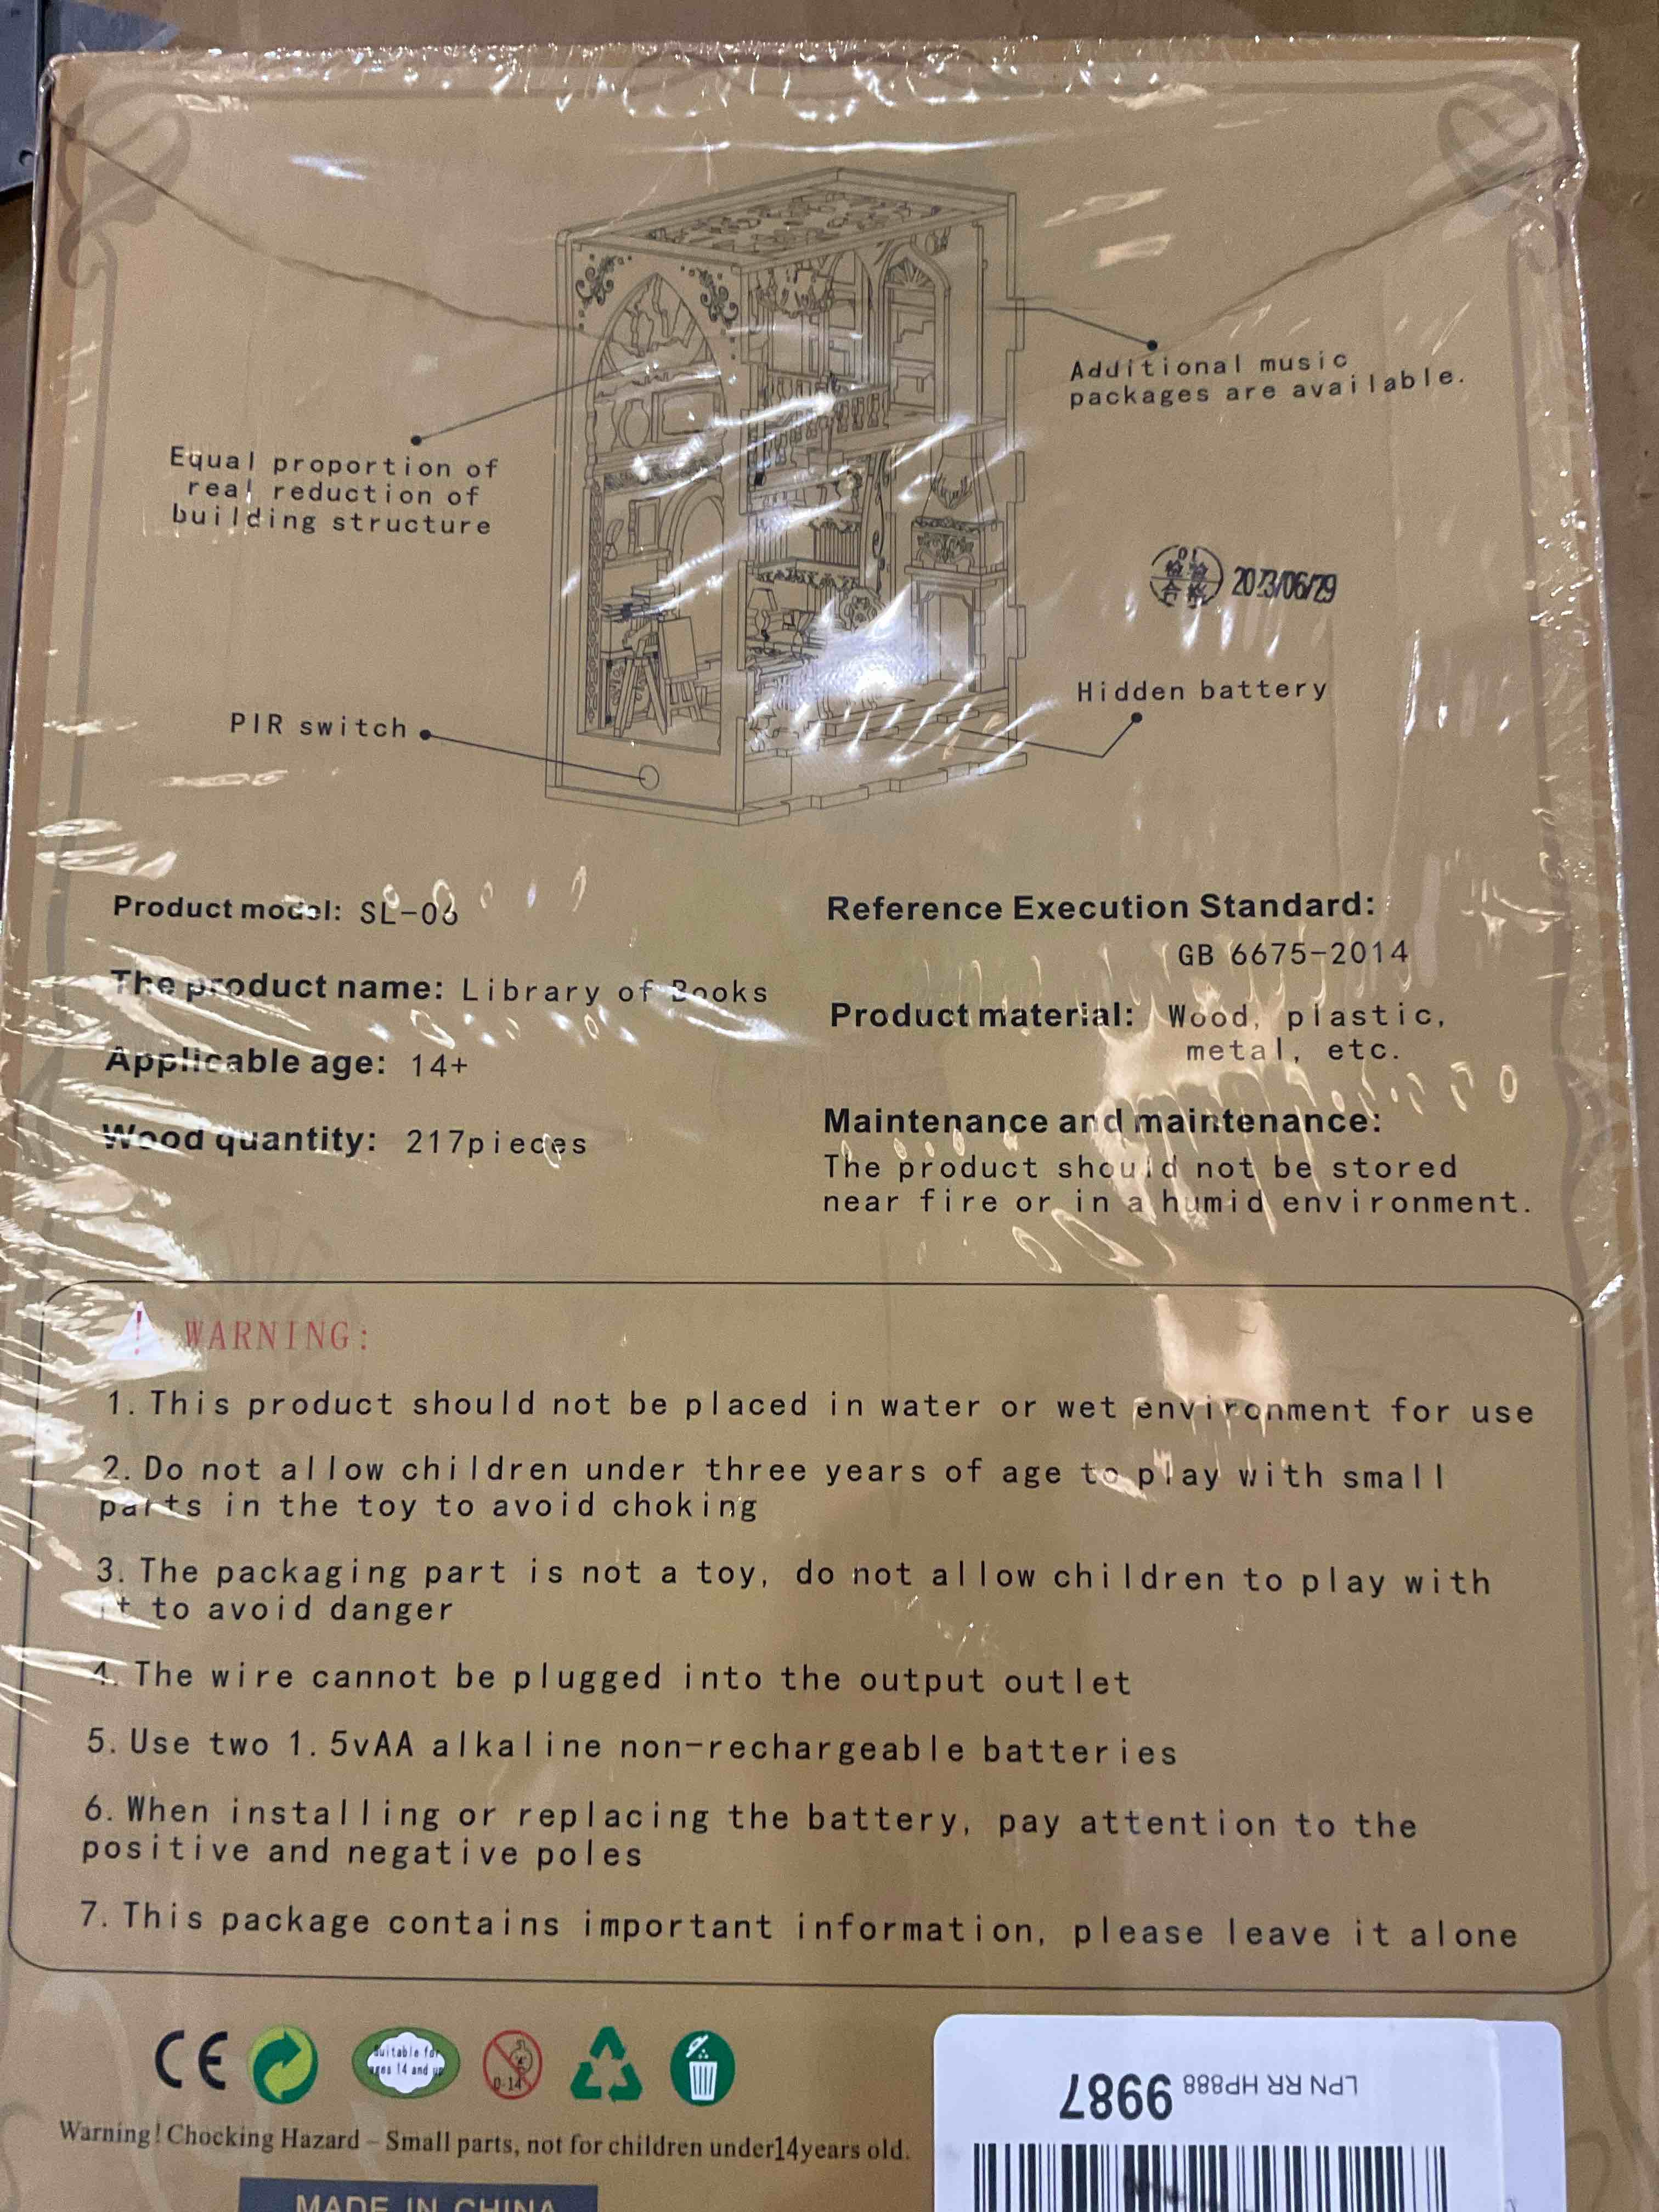 Additional music
packages are available.
Equal proportion of
real reduction of
building structure
01
检验
合格
2023/06/29
Hidden battery
PIR switch
Product model: SL-06
The product name: Library of Books
Applicable age: 14+
Wood quantity: 217pieces
Reference Execution Standard:
GB 6675-2014
Product material: Wood, plastic,
metal, etc.
Maintenance and maintenance:
The product should not be stored
near fire or in a humid environment.
WARNING:
1. This product should not be placed in water or wet environment for use
2. Do not allow children under three years of age to play with small
parts in the toy to avoid choking
3. The packaging part is not a toy, do not allow children to play with
it to avoid danger
4. The wire cannot be plugged into the output outlet
5. Use two 1.5vAA alkaline non-rechargeable batteries
6. When installing or replacing the battery, pay attention to the
positive and negative poles
7. This package contains important information, please leave it alone
CE
Suitable for
ages 14 and up
0-14
Warning! Chocking Hazard – Small parts, not for children under14years old.
MADE IN CHINA
LPN RR HP888 9987